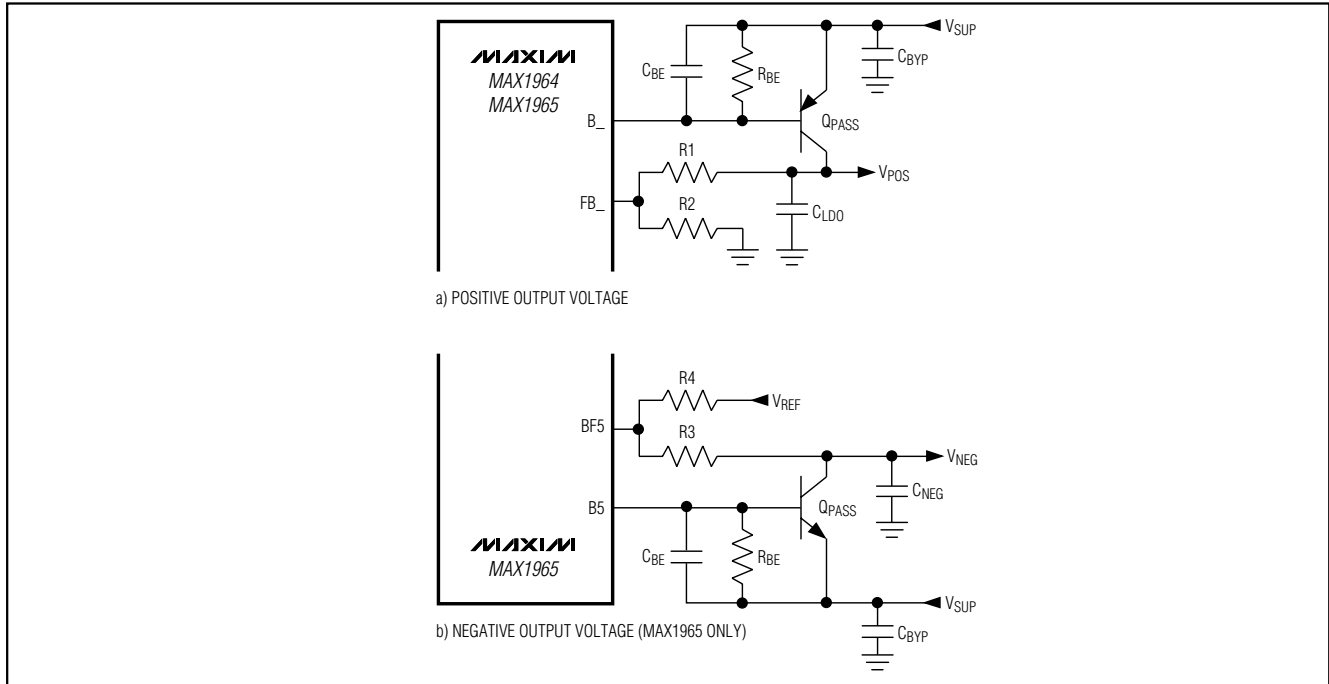 MAXIM
MAX1964
MAX1965
B_
FB_
CBE
RBE
QPASS
VSUP
CBYP
R1
R2
VPOS
CLDO
a) POSITIVE OUTPUT VOLTAGE
BF5
B5
R4
VREF
R3
VNEG
CNEG
QPASS
CBE
RBE
VSUP
CBYP
MAXIM
MAX1965
b) NEGATIVE OUTPUT VOLTAGE (MAX1965 ONLY)